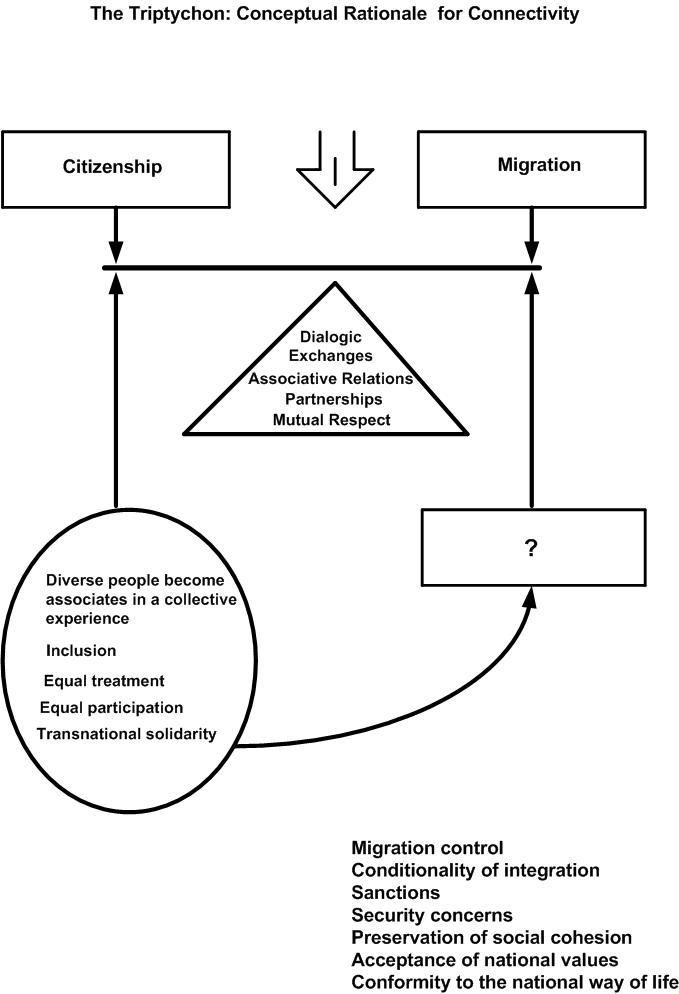 The Triptychon: Conceptual Rationale for Connectivity
Citizenship
I
Migration
Dialogic
Exchanges
Associative Relations
Partnerships
Mutual Respect
?
Diverse people become
associates in a collective
experience
Inclusion
Equal treatment
Equal participation
Transnational solidarity
Migration control
Conditionality of integration
Sanctions
Security concerns
Preservation of social cohesion
Acceptance of national values
Conformity to the national way of life